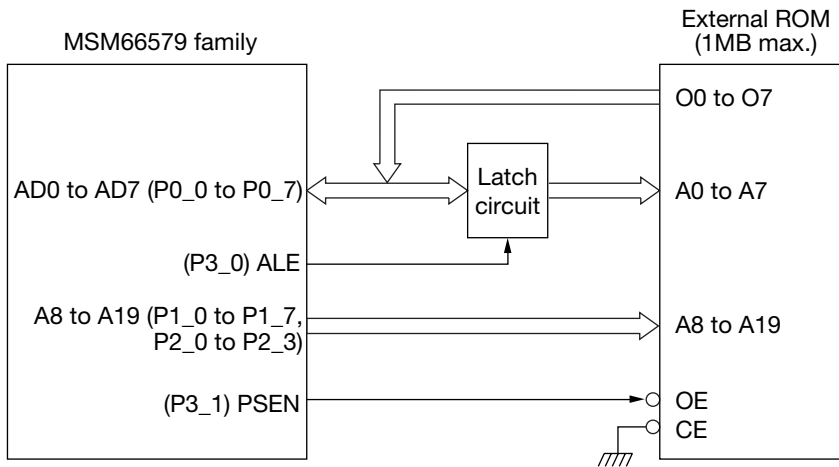 MSM66579 family
External ROM
(1MB max.)
O0 to O7
AD0 to AD7 (P0_0 to P0_7)
Latch
circuit
A0 to A7
(P3_0) ALE
A8 to A19 (P1_0 to P1_7,
P2_0 to P2_3)
A8 to A19
(P3_1) PSEN
OE
CE